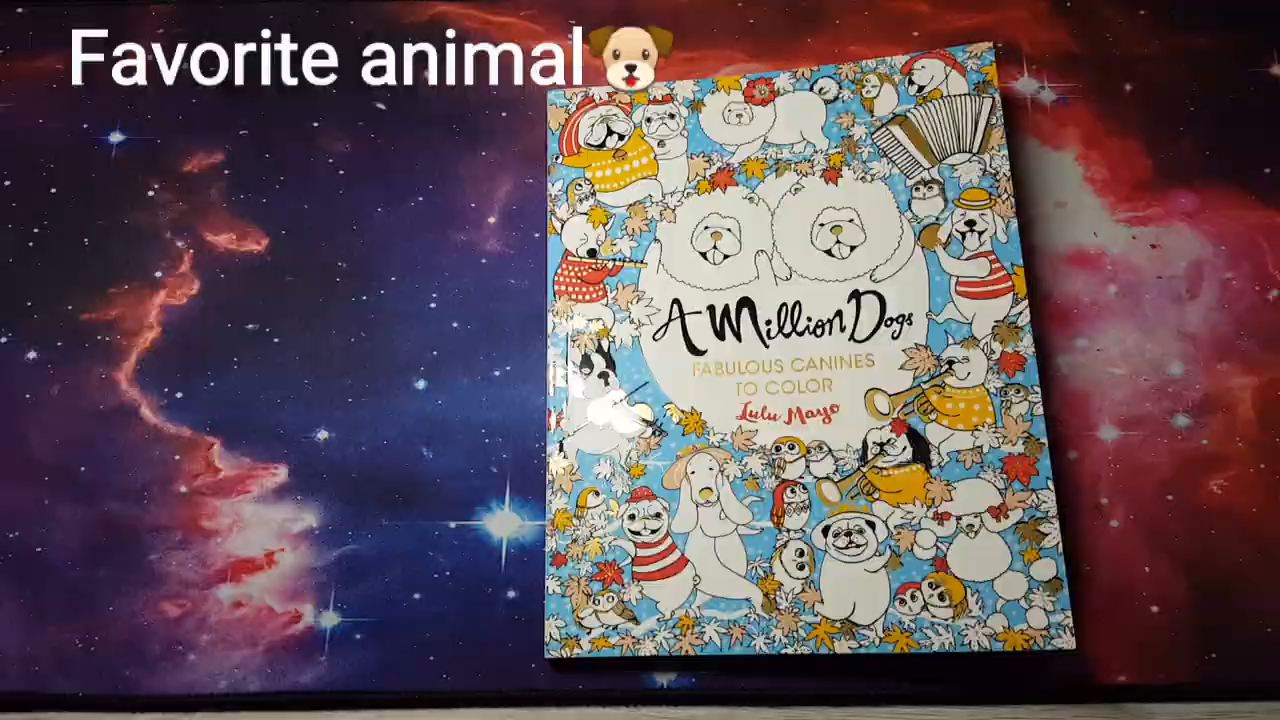 Favorite animal🐶
A Million Dogs
FABULOUS CANINES
TO COLOR
Lulu Mayo